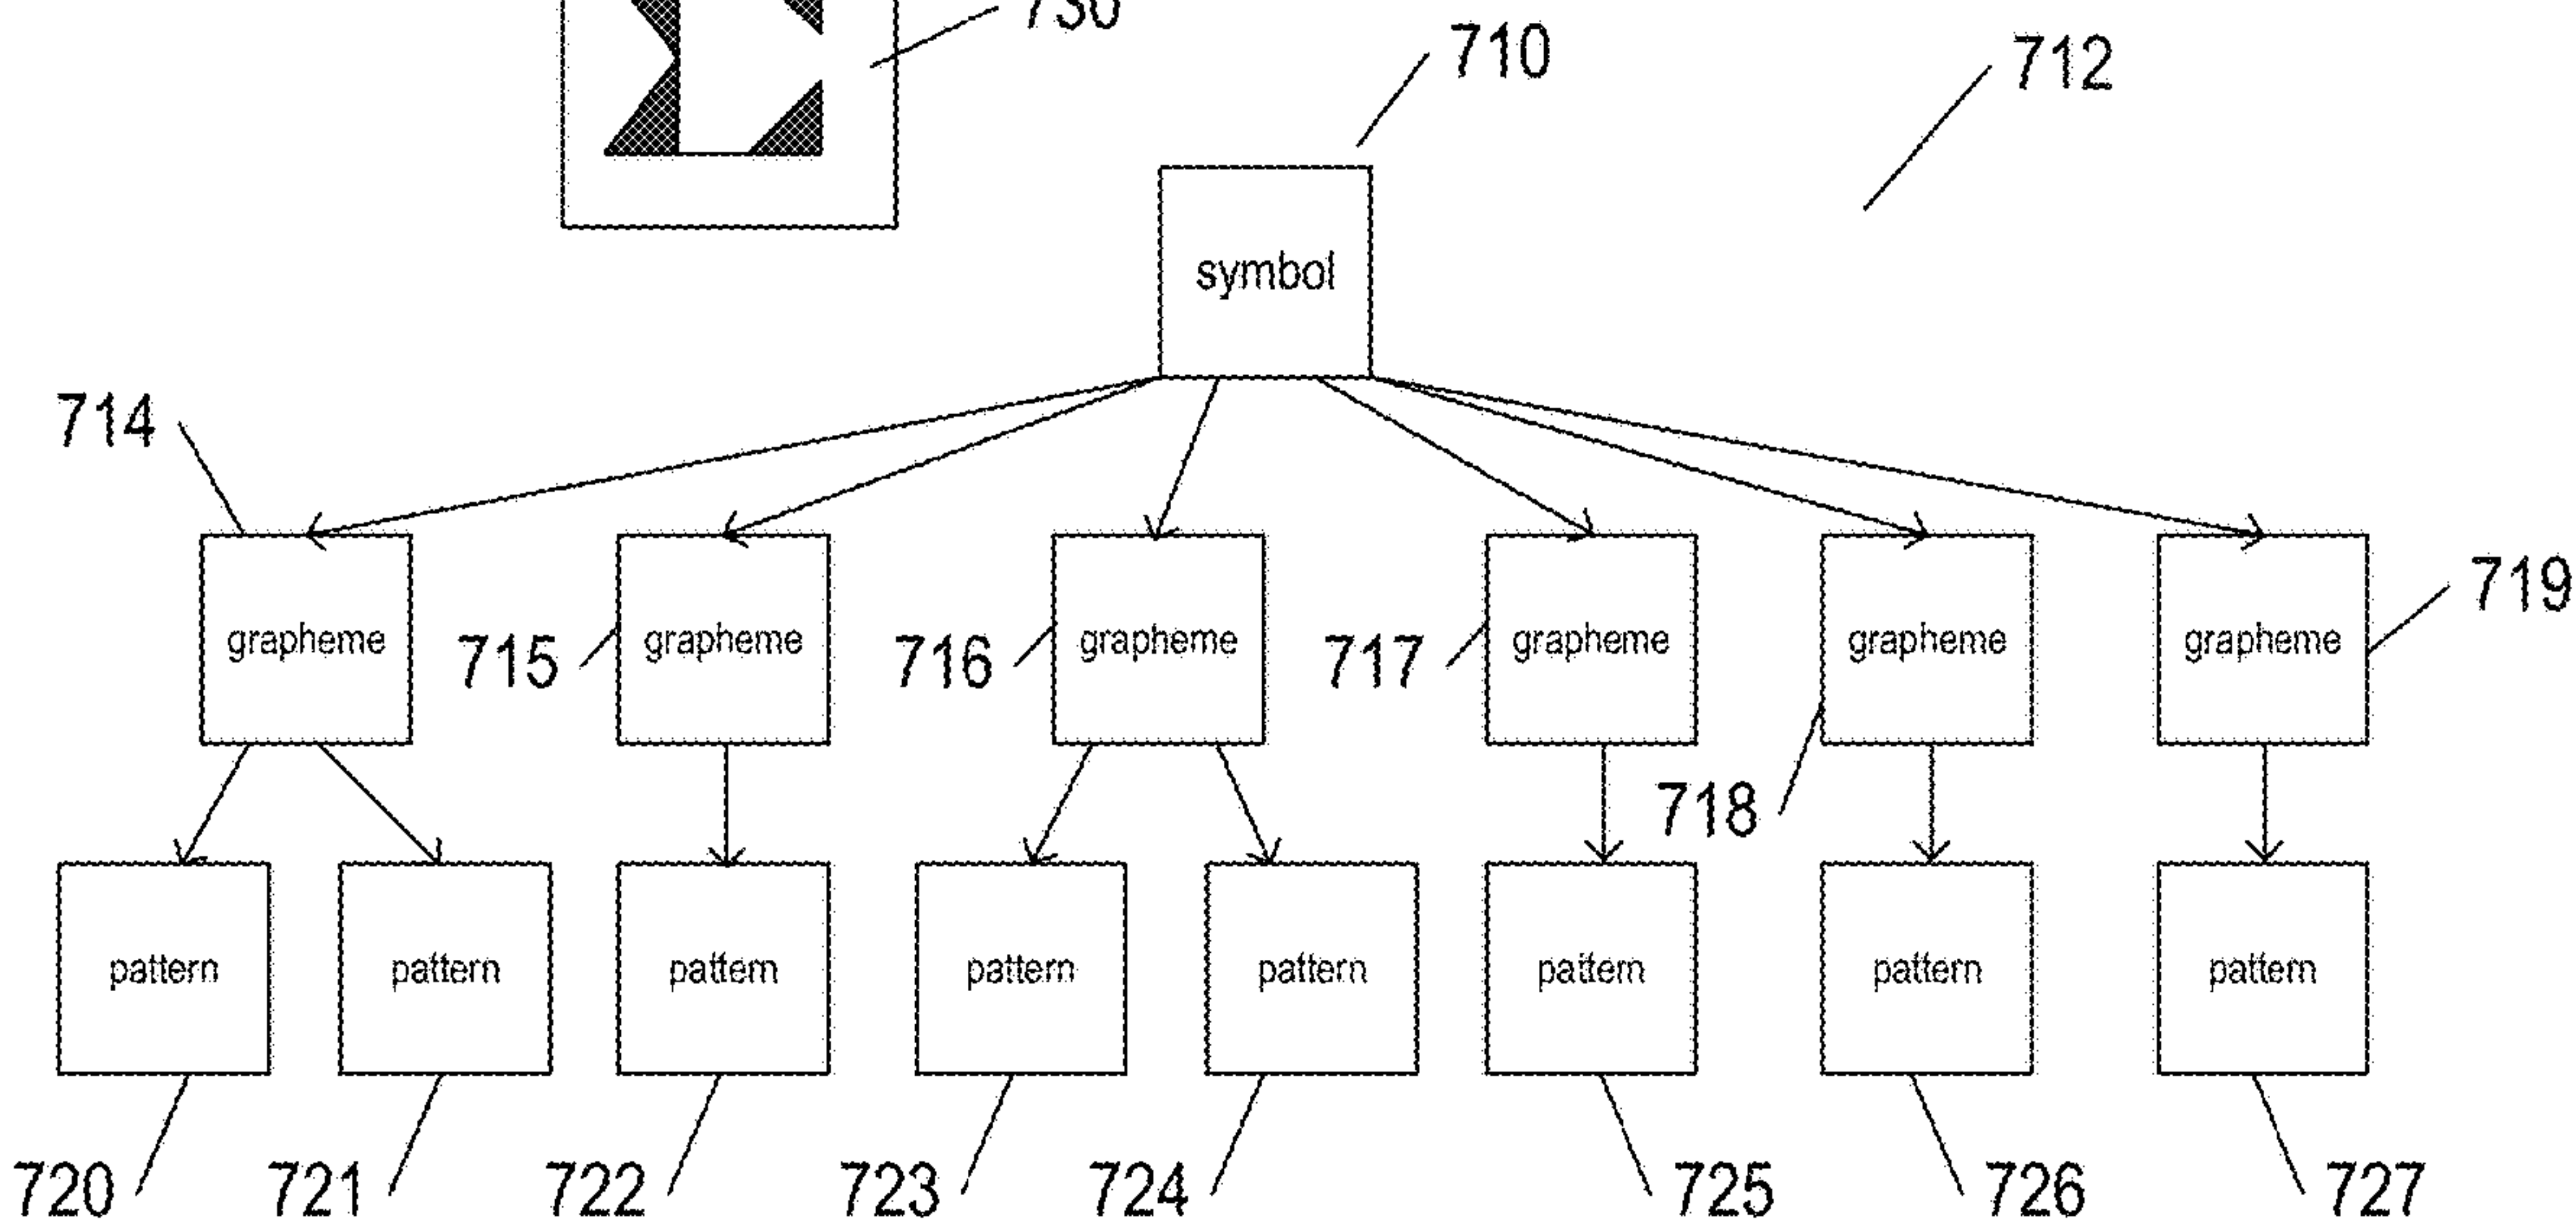 730
710
712
symbol
714
719
grapheme 715 grapheme 716 grapheme 717 grapheme grapheme grapheme
718
pattern pattern pattern pattern pattern pattern pattern pattern
720 721 722 723 724 725 726 727